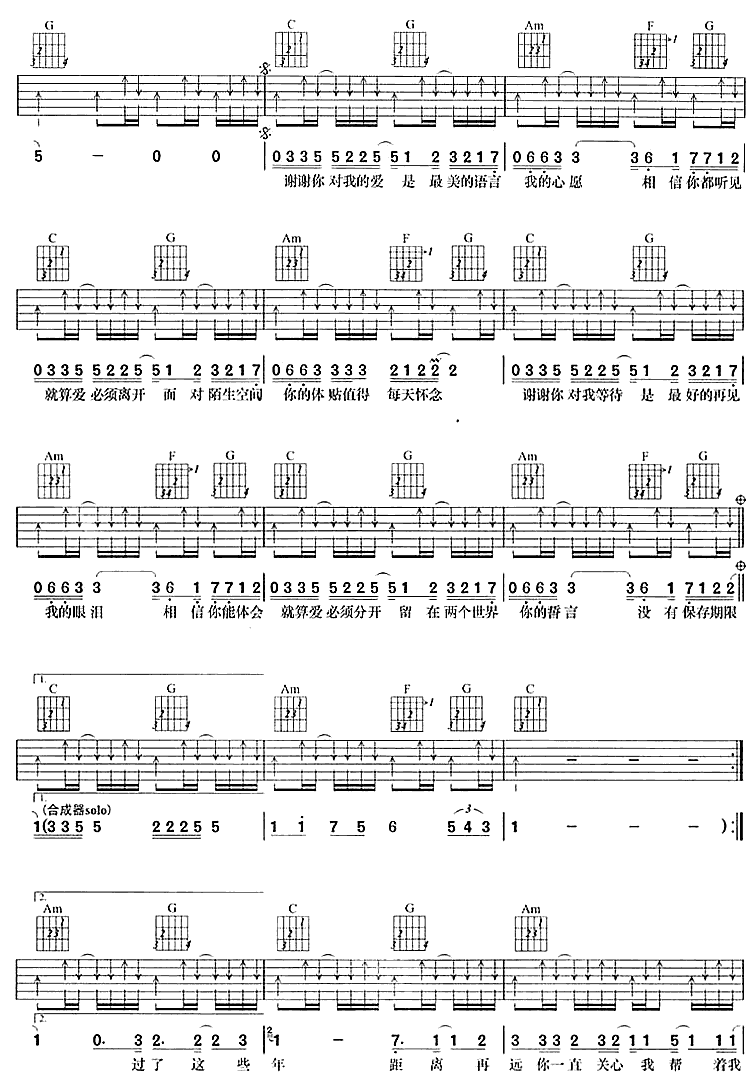 G C G Am F G
5 – 0 0 0335 5225 51 2 3217 0663 3 36 1 7712
谢谢你 对我的爱 是 最 美的语言 我的心 愿 相 信 你都听见
C G Am F G C G
0335 5225 51 2 3217 0663 333 2122 2 0335 5225 51 2 3217
就算爱 必须离开 面 对 陌生空间 你的体 贴值得 每天怀念 谢谢你 对我等待 是 最 好的再见
Am F G C G Am F G
0663 3 36 1 7712 0335 5225 51 2 3217 0663 3 36 1 7122
我的眼 泪 相 信 你能体会 就算爱 必须分开 留 在 两个世界 你的誓 言 没 有 保存期限
1.
C G Am F G C
1.
(合成器solo)
1(335 5 2225 5 1 1 7 5 6 5 4 3 1 – – – ):
2.
Am G C G Am
2.
1 0. 3 2. 2 2 3 1 – 7. 1 1 2 3 33 2 32 1 1 5 1 11
过 了 这 些 年 距 离 再 远 你 一 直 关心 我 帮 着我